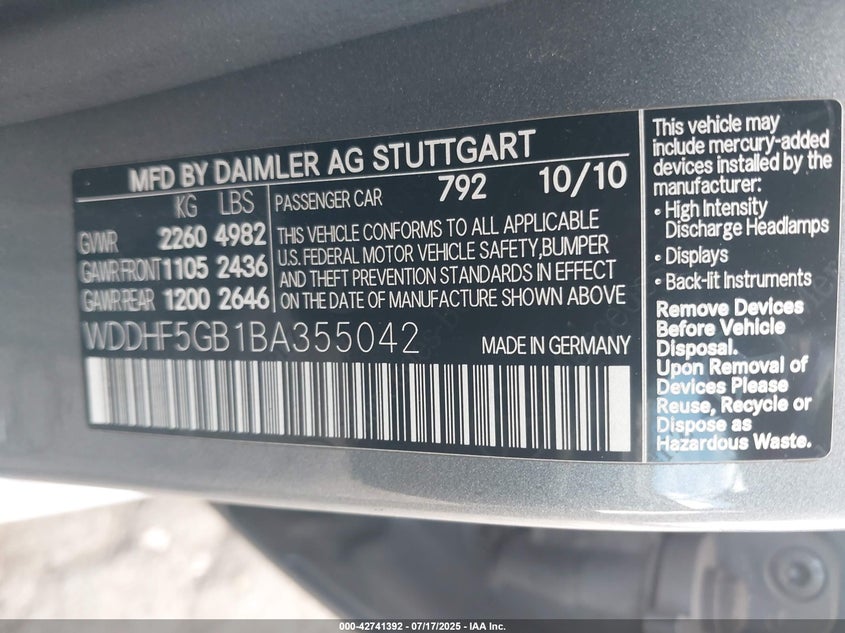 MFD BY DAIMLER AG STUTTGART
KG LBS
GVWR 2260 4982
GAWR FRONT 1105 2436
GAWR REAR 1200 2646
PASSENGER CAR 792 10/10
THIS VEHICLE CONFORMS TO ALL APPLICABLE
U.S. FEDERAL MOTOR VEHICLE SAFETY, BUMPER
AND THEFT PREVENTION STANDARDS IN EFFECT
ON THE DATE OF MANUFACTURE SHOWN ABOVE
WDDHF5GB1BA355042
MADE IN GERMANY
This vehicle may
include mercury-added
devices installed by the
manufacturer:
• High Intensity
Discharge Headlamps
• Displays
• Back-lit Instruments
Remove Devices
Before Vehicle
Disposal.
Upon Removal of
Devices Please
Reuse, Recycle or
Dispose as
Hazardous Waste.
000-42741392 - 07/17/2025 - IAA Inc.